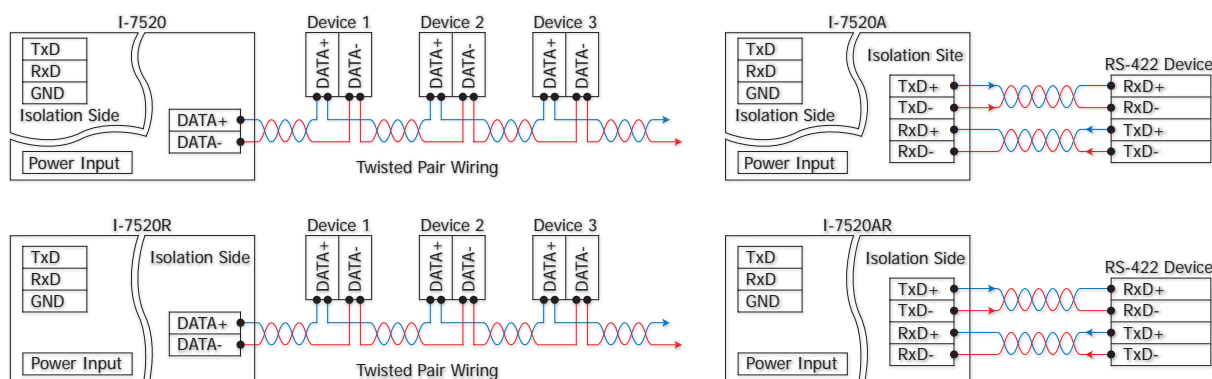 I-7520
TxD
RxD
GND
Isolation Side
Power Input
DATA+
DATA-
Device 1
DATA+
DATA-
Device 2
DATA+
DATA-
Device 3
DATA+
DATA-
Twisted Pair Wiring
I-7520A
TxD
RxD
GND
Power Input
Isolation Site
TxD+
TxD-
RxD+
RxD-
RS-422 Device
RxD+
RxD-
TxD+
TxD-
I-7520R
TxD
RxD
GND
Power Input
Isolation Side
DATA+
DATA-
Device 1
DATA+
DATA-
Device 2
DATA+
DATA-
Device 3
DATA+
DATA-
Twisted Pair Wiring
I-7520AR
TxD
RxD
GND
Power Input
Isolation Side
TxD+
TxD-
RxD+
RxD-
RS-422 Device
RxD+
RxD-
TxD+
TxD-